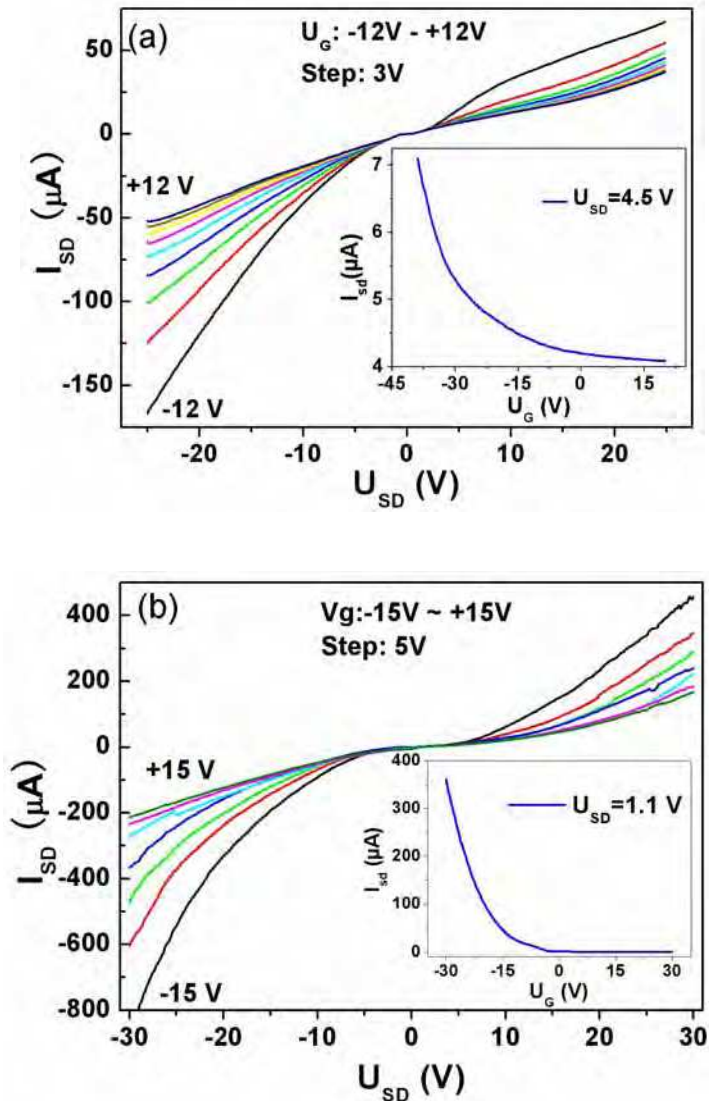 (a)
U_G: -12V - +12V
Step: 3V
50
0
-50
-100
-150
I_SD (μA)
+12 V
-12 V
-20
-10
0
10
20
U_SD (V)
7
6
5
4
I_sd(μA)
U_SD=4.5 V
-45
-30
-15
0
15
U_G (V)
(b)
Vg:-15V ~ +15V
Step: 5V
400
200
0
-200
-400
-600
-800
I_SD (μA)
+15 V
-15 V
-30
-20
-10
0
10
20
30
U_SD (V)
400
300
200
100
0
I_sd (μA)
U_SD=1.1 V
-30
-15
0
15
30
U_G (V)